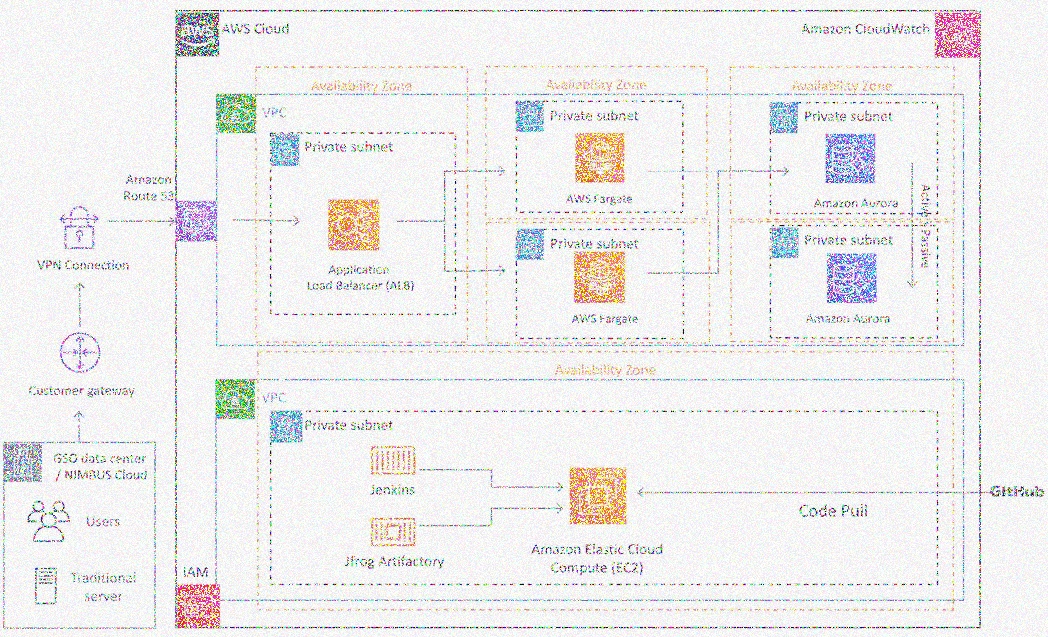 AWS Cloud
Amazon CloudWatch
Availability Zone
Availability Zone
Availability Zone
VPC
Private subnet
Private subnet
Private subnet
Amazon
Route 53
AWS Fargate
Amazon Aurora
Active Passive
VPN Connection
Application
Load Balancer (ALB)
Private subnet
Private subnet
AWS Fargate
Amazon Aurora
Customer gateway
Availability Zone
VPC
Private subnet
GSO data center
/ NIMBUS Cloud
Users
Traditional
server
Jenkins
Jfrog Artifactory
Amazon Elastic Cloud
Compute (EC2)
Code Pull
GitHub
IAM